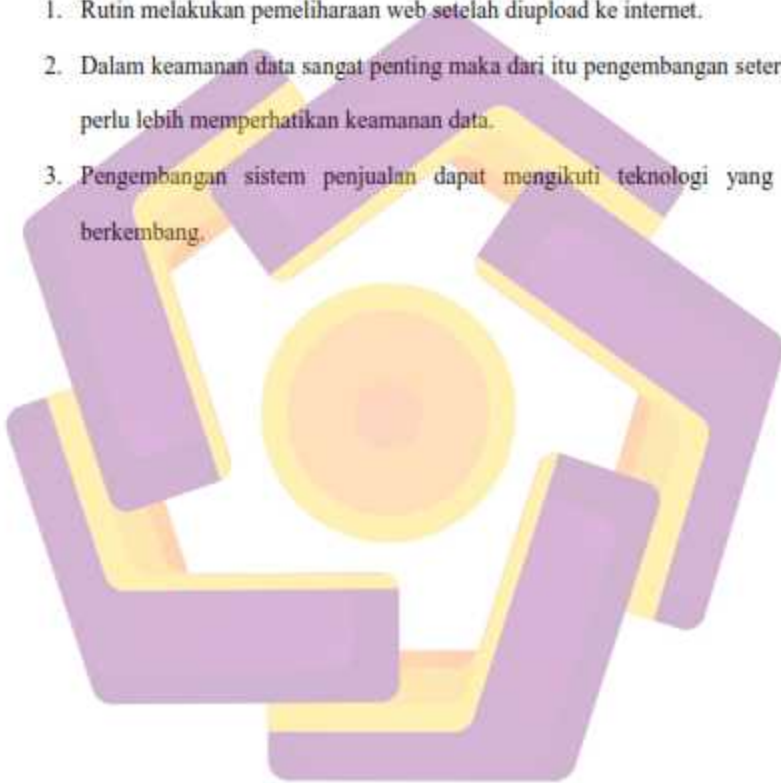 1. Rutin melakukan pemeliharaan web setelah diupload ke internet.
2. Dalam keamanan data sangat penting maka dari itu pengembangan
perlu lebih memperhatikan keamanan data.
3. Pengembangan sistem penjualan dapat mengikuti teknologi yang
berkembang.